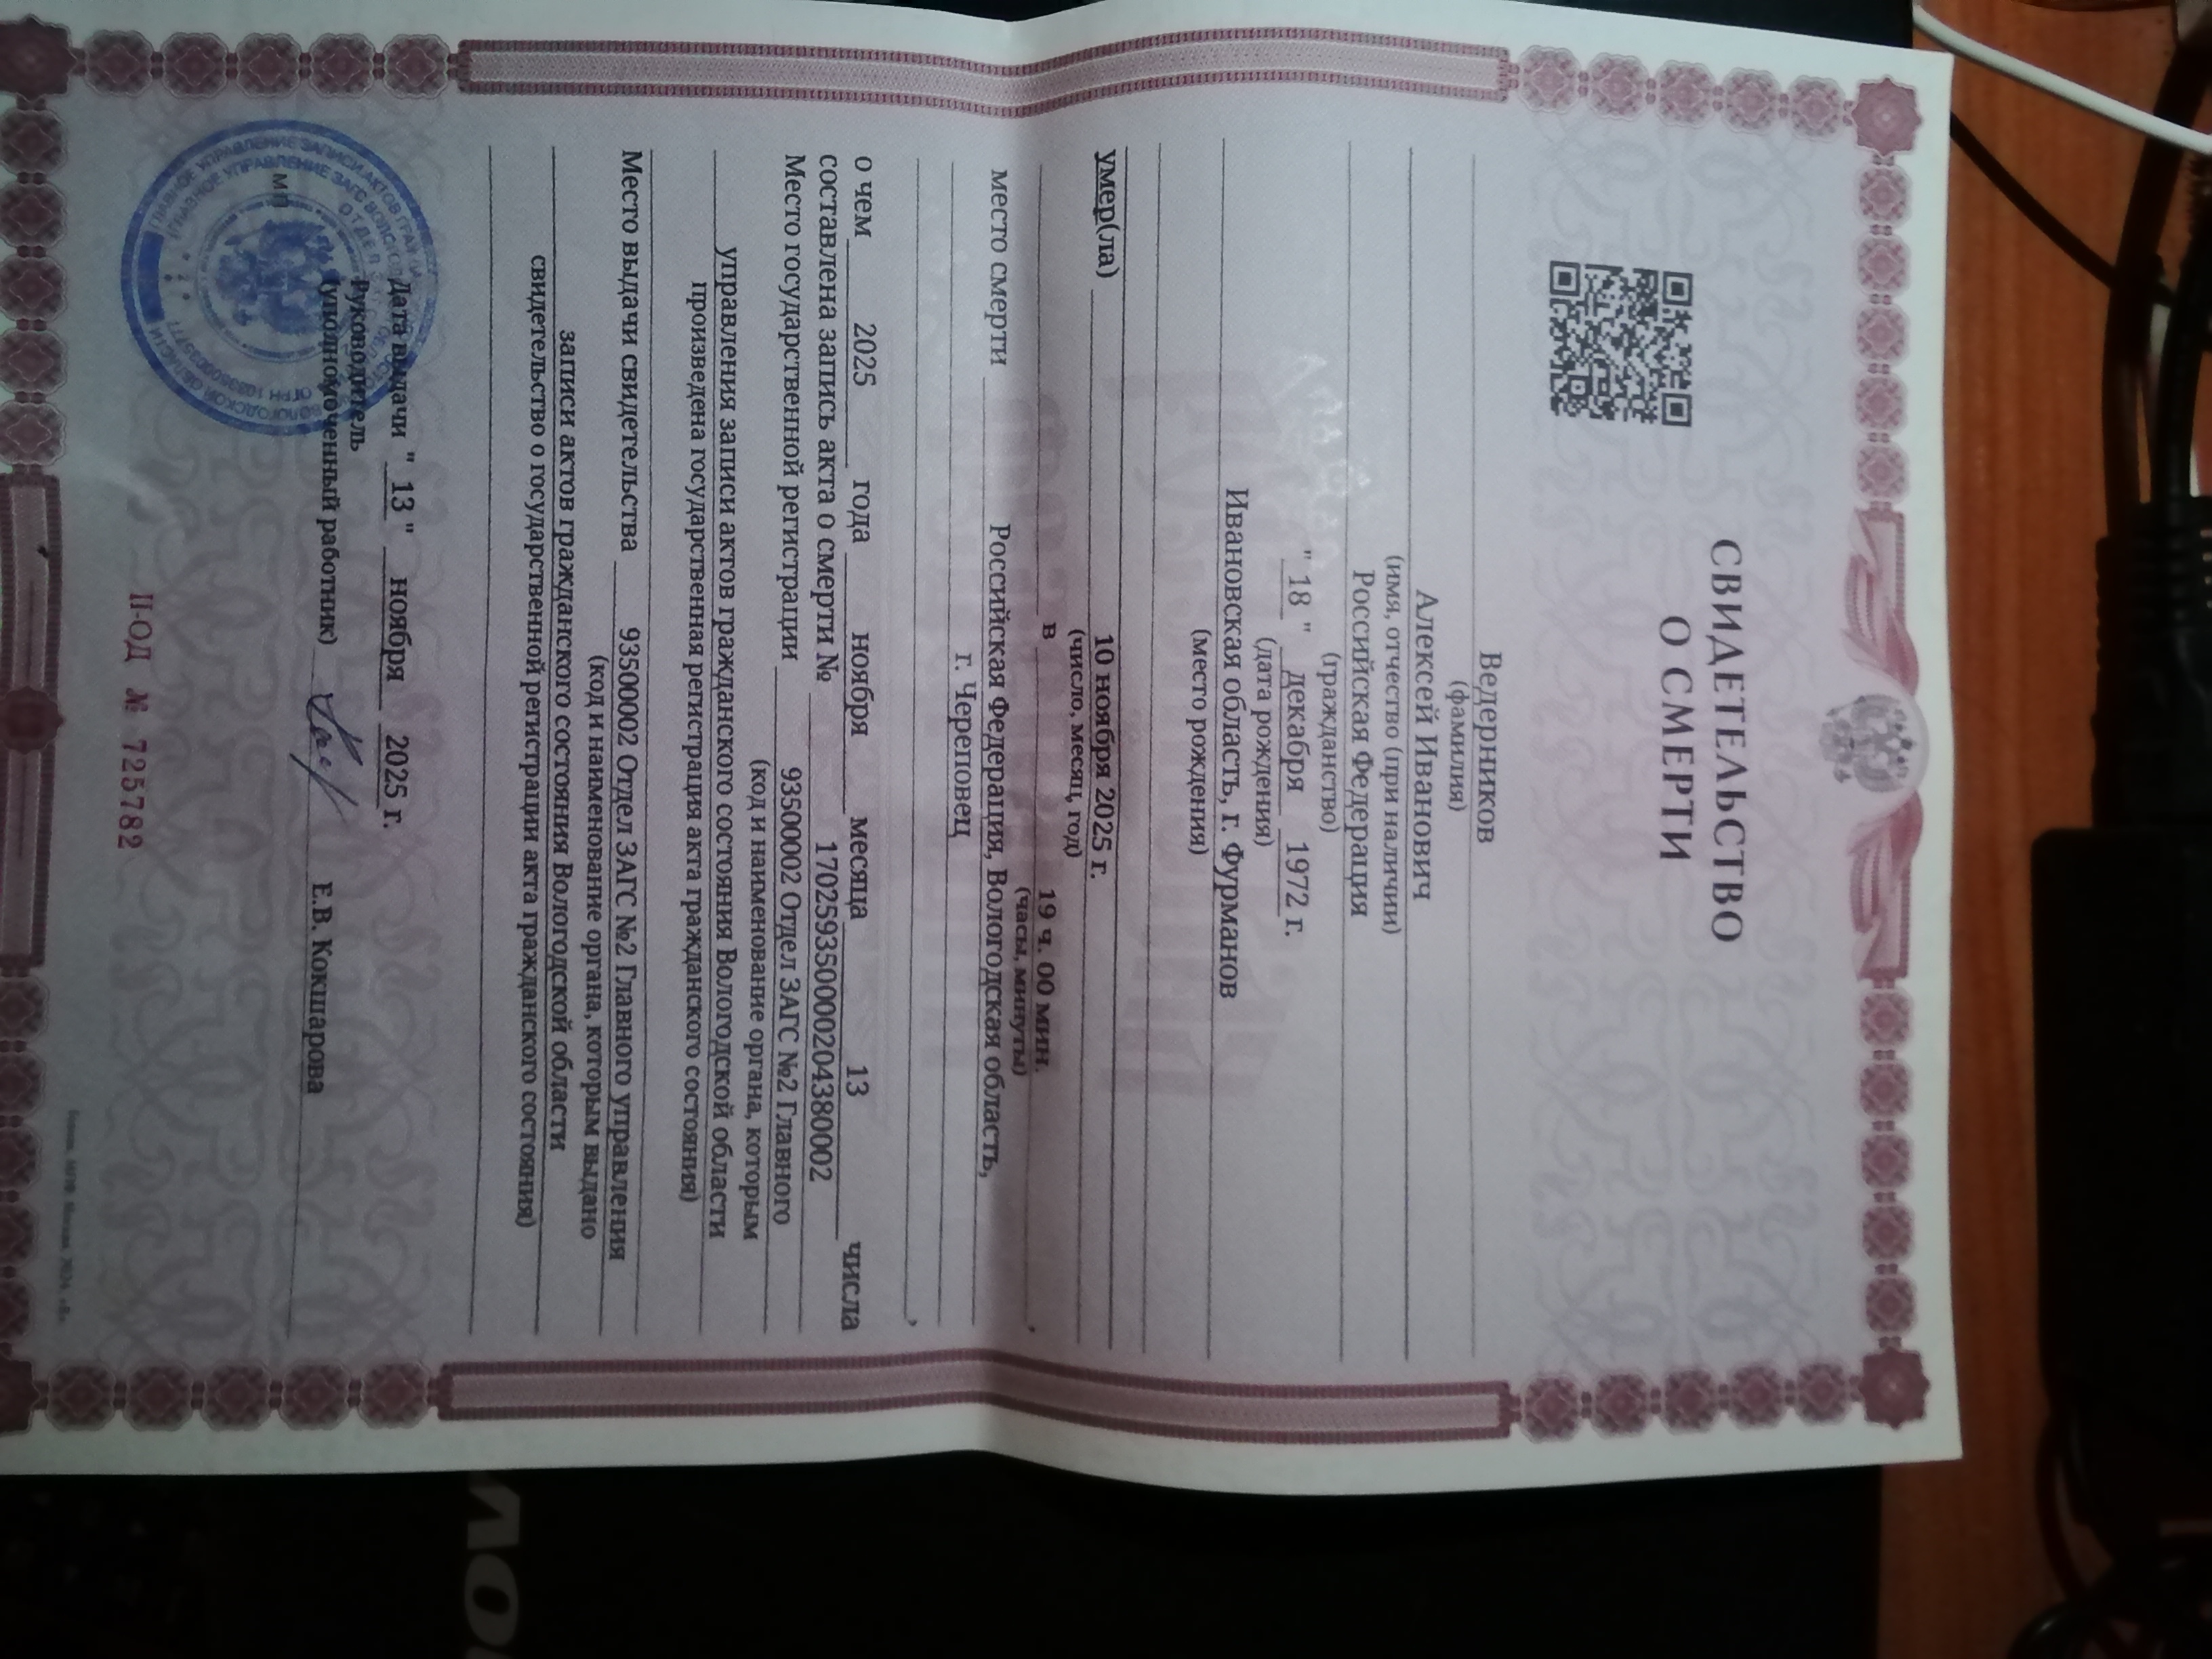 СВИДЕТЕЛЬСТВО
О СМЕРТИ
Ведерников
(фамилия)
Алексей Иванович
(имя, отчество (при наличии)
Российская Федерация
(гражданство)
" 18 " декабря 1972 г.
(дата рождения)
Ивановская область, г. Фурманов
(место рождения)
умер(ла) 10 ноября 2025 г.
(число, месяц, год)
в 19 ч. 00 мин. ,
(часы, минуты)
место смерти Российская Федерация, Вологодская область,
г. Череповец
,
о чем 2025 года ноября месяца 13 числа
составлена запись акта о смерти № 170259350000204380002
Место государственной регистрации 93500002 Отдел ЗАГС №2 Главного
(код и наименование органа, которым
управления записи актов гражданского состояния Вологодской области
произведена государственная регистрация акта гражданского состояния)
Место выдачи свидетельства 93500002 Отдел ЗАГС №2 Главного управления
(код и наименование органа, которым выдано
записи актов гражданского состояния Вологодской области
свидетельство о государственной регистрации акта гражданского состояния)
Дата выдачи " 13 " ноября 2025 г.
Руководитель
(уполномоченный работник) Е.В. Кокшарова
МП
II-ОД № 725782